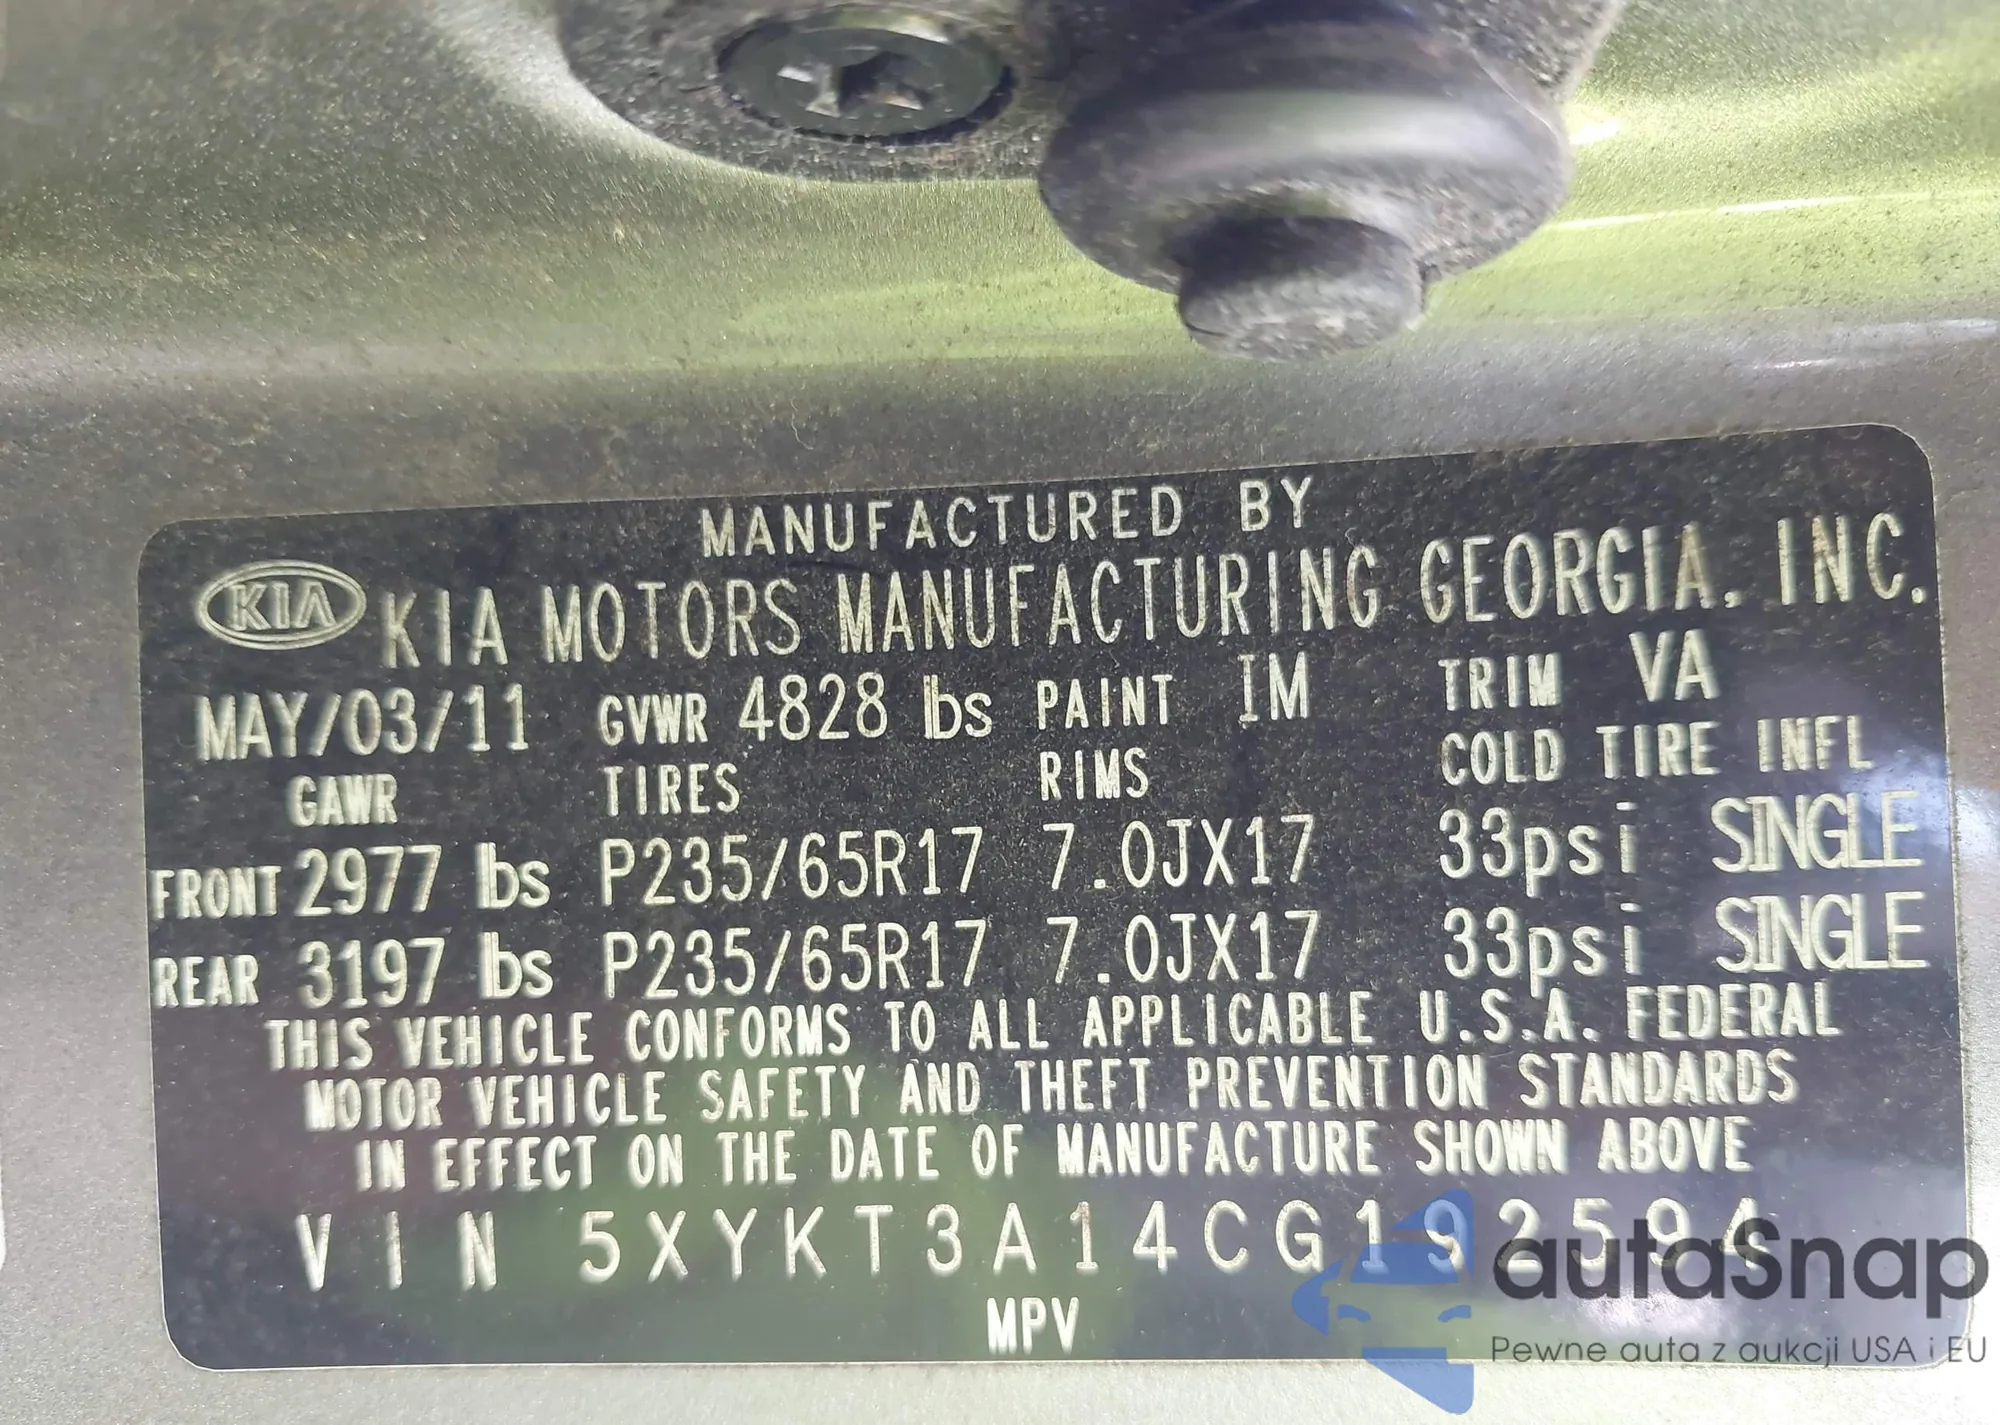 MANUFACTURED BY
KIA KIA MOTORS MANUFACTURING GEORGIA. INC.
MAY/03/11 GVWR 4828 lbs PAINT IM TRIM VA
GAWR TIRES RIMS COLD TIRE INFL
FRONT 2977 lbs P235/65R17 7.0JX17 33psi SINGLE
REAR 3197 lbs P235/65R17 7.0JX17 33psi SINGLE
THIS VEHICLE CONFORMS TO ALL APPLICABLE U.S.A. FEDERAL
MOTOR VEHICLE SAFETY AND THEFT PREVENTION STANDARDS
IN EFFECT ON THE DATE OF MANUFACTURE SHOWN ABOVE
VIN 5XYKT3A14CG192594
MPV
autaSnap
Pewne auta z aukcji USA i EU